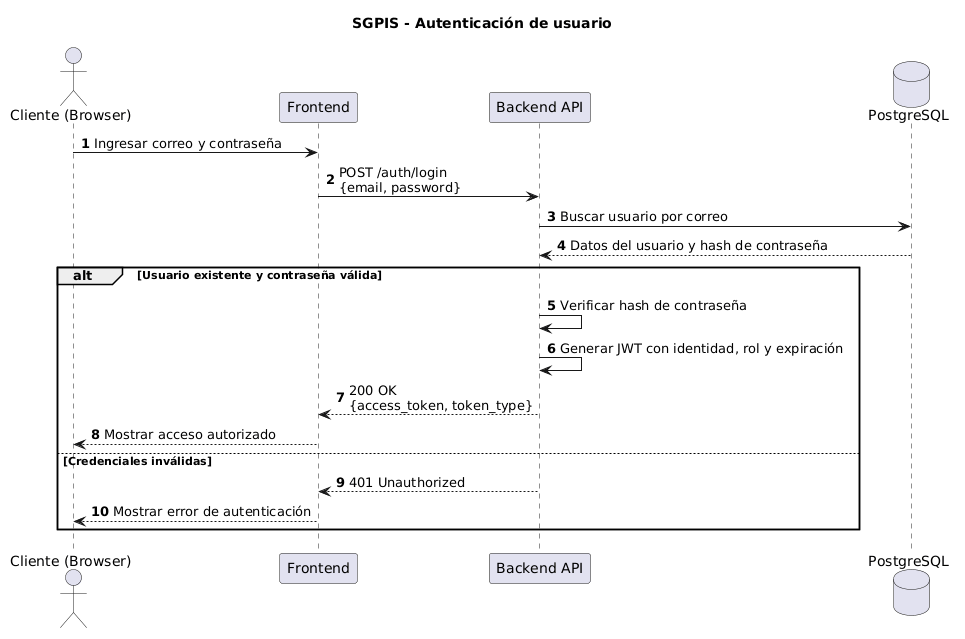 SGPIS - Autenticación de usuario
Cliente (Browser)
Frontend
Backend API
PostgreSQL
1 Ingresar correo y contraseña
2 POST /auth/login
{email, password}
3 Buscar usuario por correo
4 Datos del usuario y hash de contraseña
alt [Usuario existente y contraseña válida]
5 Verificar hash de contraseña
6 Generar JWT con identidad, rol y expiración
7 200 OK
{access_token, token_type}
8 Mostrar acceso autorizado
[Credenciales inválidas]
9 401 Unauthorized
10 Mostrar error de autenticación
Cliente (Browser)
Frontend
Backend API
PostgreSQL